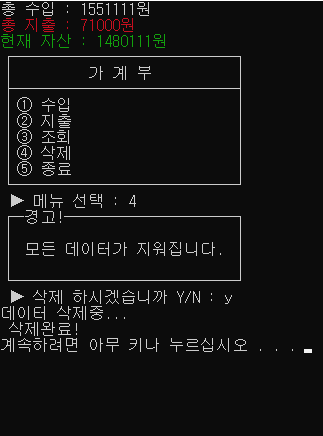 총 수입 : 1551111원
총 지출 : 71000원
현재 자산 : 1480111원
가 계 부
① 수입
② 지출
③ 조회
④ 삭제
⑤ 종료
▶ 메뉴 선택 : 4
경고!
모든 데이터가 지워집니다.
▶ 삭제 하시겠습니까 Y/N : y
데이터 삭제중...
삭제완료!
계속하려면 아무 키나 누르십시오 . . .